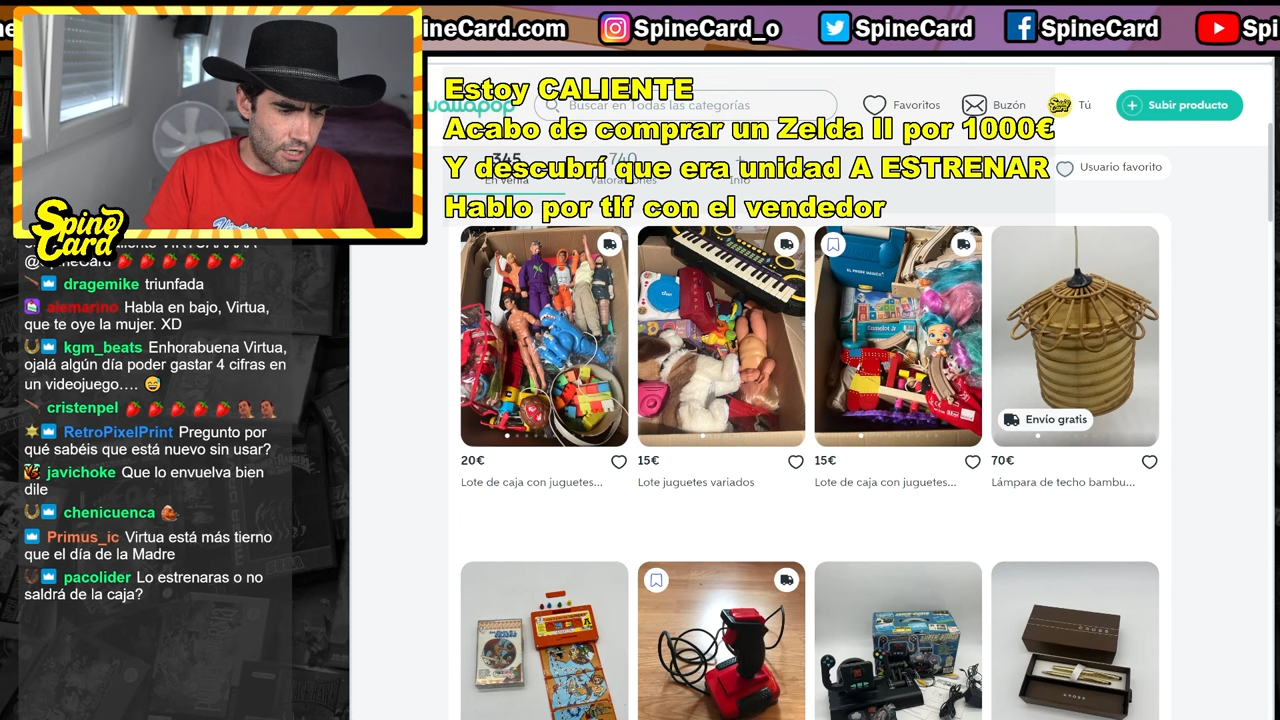 ineCard.com
SpineCard_o
SpineCard
SpineCard
Spi
Estoy CALIENTE
Acabo de comprar un Zelda II por 1000€
Y descubrí que era unidad A ESTRENAR
Hablo por tlf con el vendedor
wallapop
Buscar en Todas las categorías
Favoritos
Buzón
Tú
Subir producto
345
En venta
740
Valoraciones
Info
Usuario favorito
Spine
Card
@SpineCard
dragemike triunfada
alemarino Habla en bajo, Virtua,
que te oye la mujer. XD
kgm_beats Enhorabuena Virtua,
ojalá algún día poder gastar 4 cifras en
un videojuego.... 😅
cristenpel 🍓 🍓 🍓 🍓 🍓
RetroPixelPrint Pregunto por
qué sabéis que está nuevo sin usar?
javichoke Que lo envuelva bien
dile
chenicuenca
Primus_ic Virtua está más tierno
que el día de la Madre
pacolider Lo estrenaras o no
saldrá de la caja?
Envío gratis
20€
15€
15€
70€
Lote de caja con juguetes...
Lote juguetes variados
Lote de caja con juguetes...
Lámpara de techo bambu...
CROSS